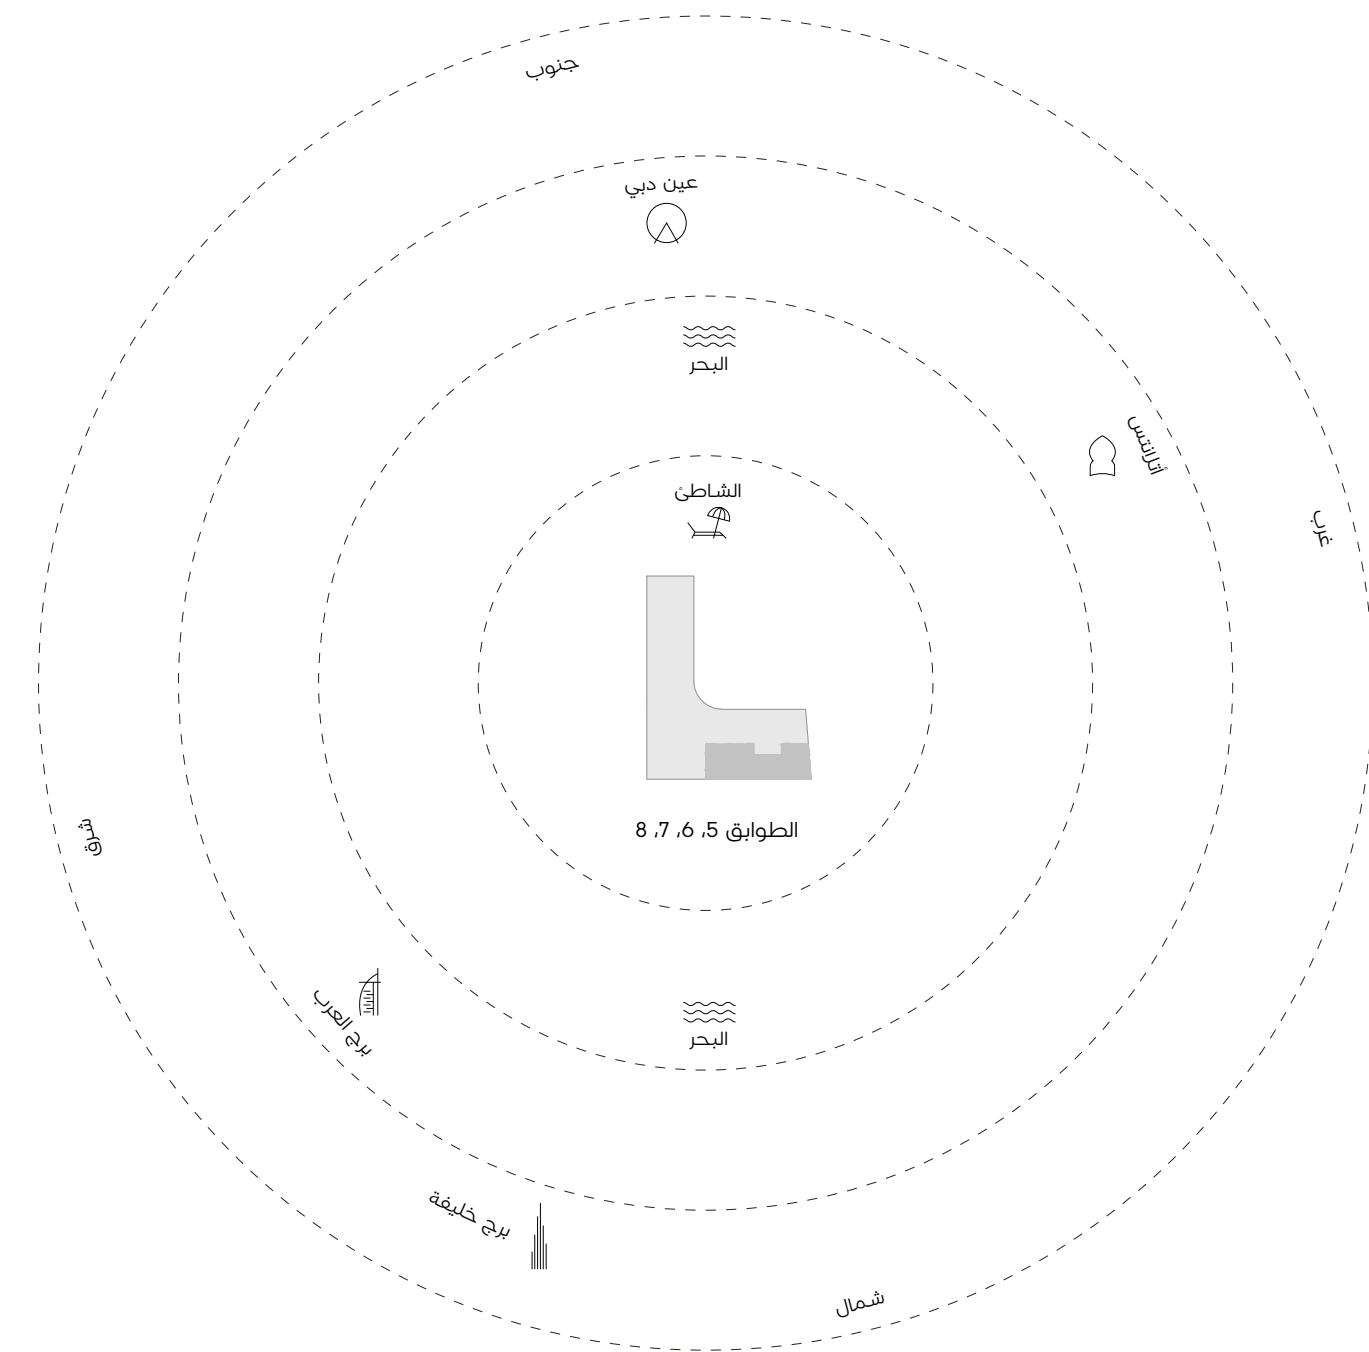 جنوب
عين دبي
البحر
أتلانتس
الشاطئ
غرب
الطوابق 5، 6، 7، 8
شرق
برج العرب
البحر
برج خليفة
شمال